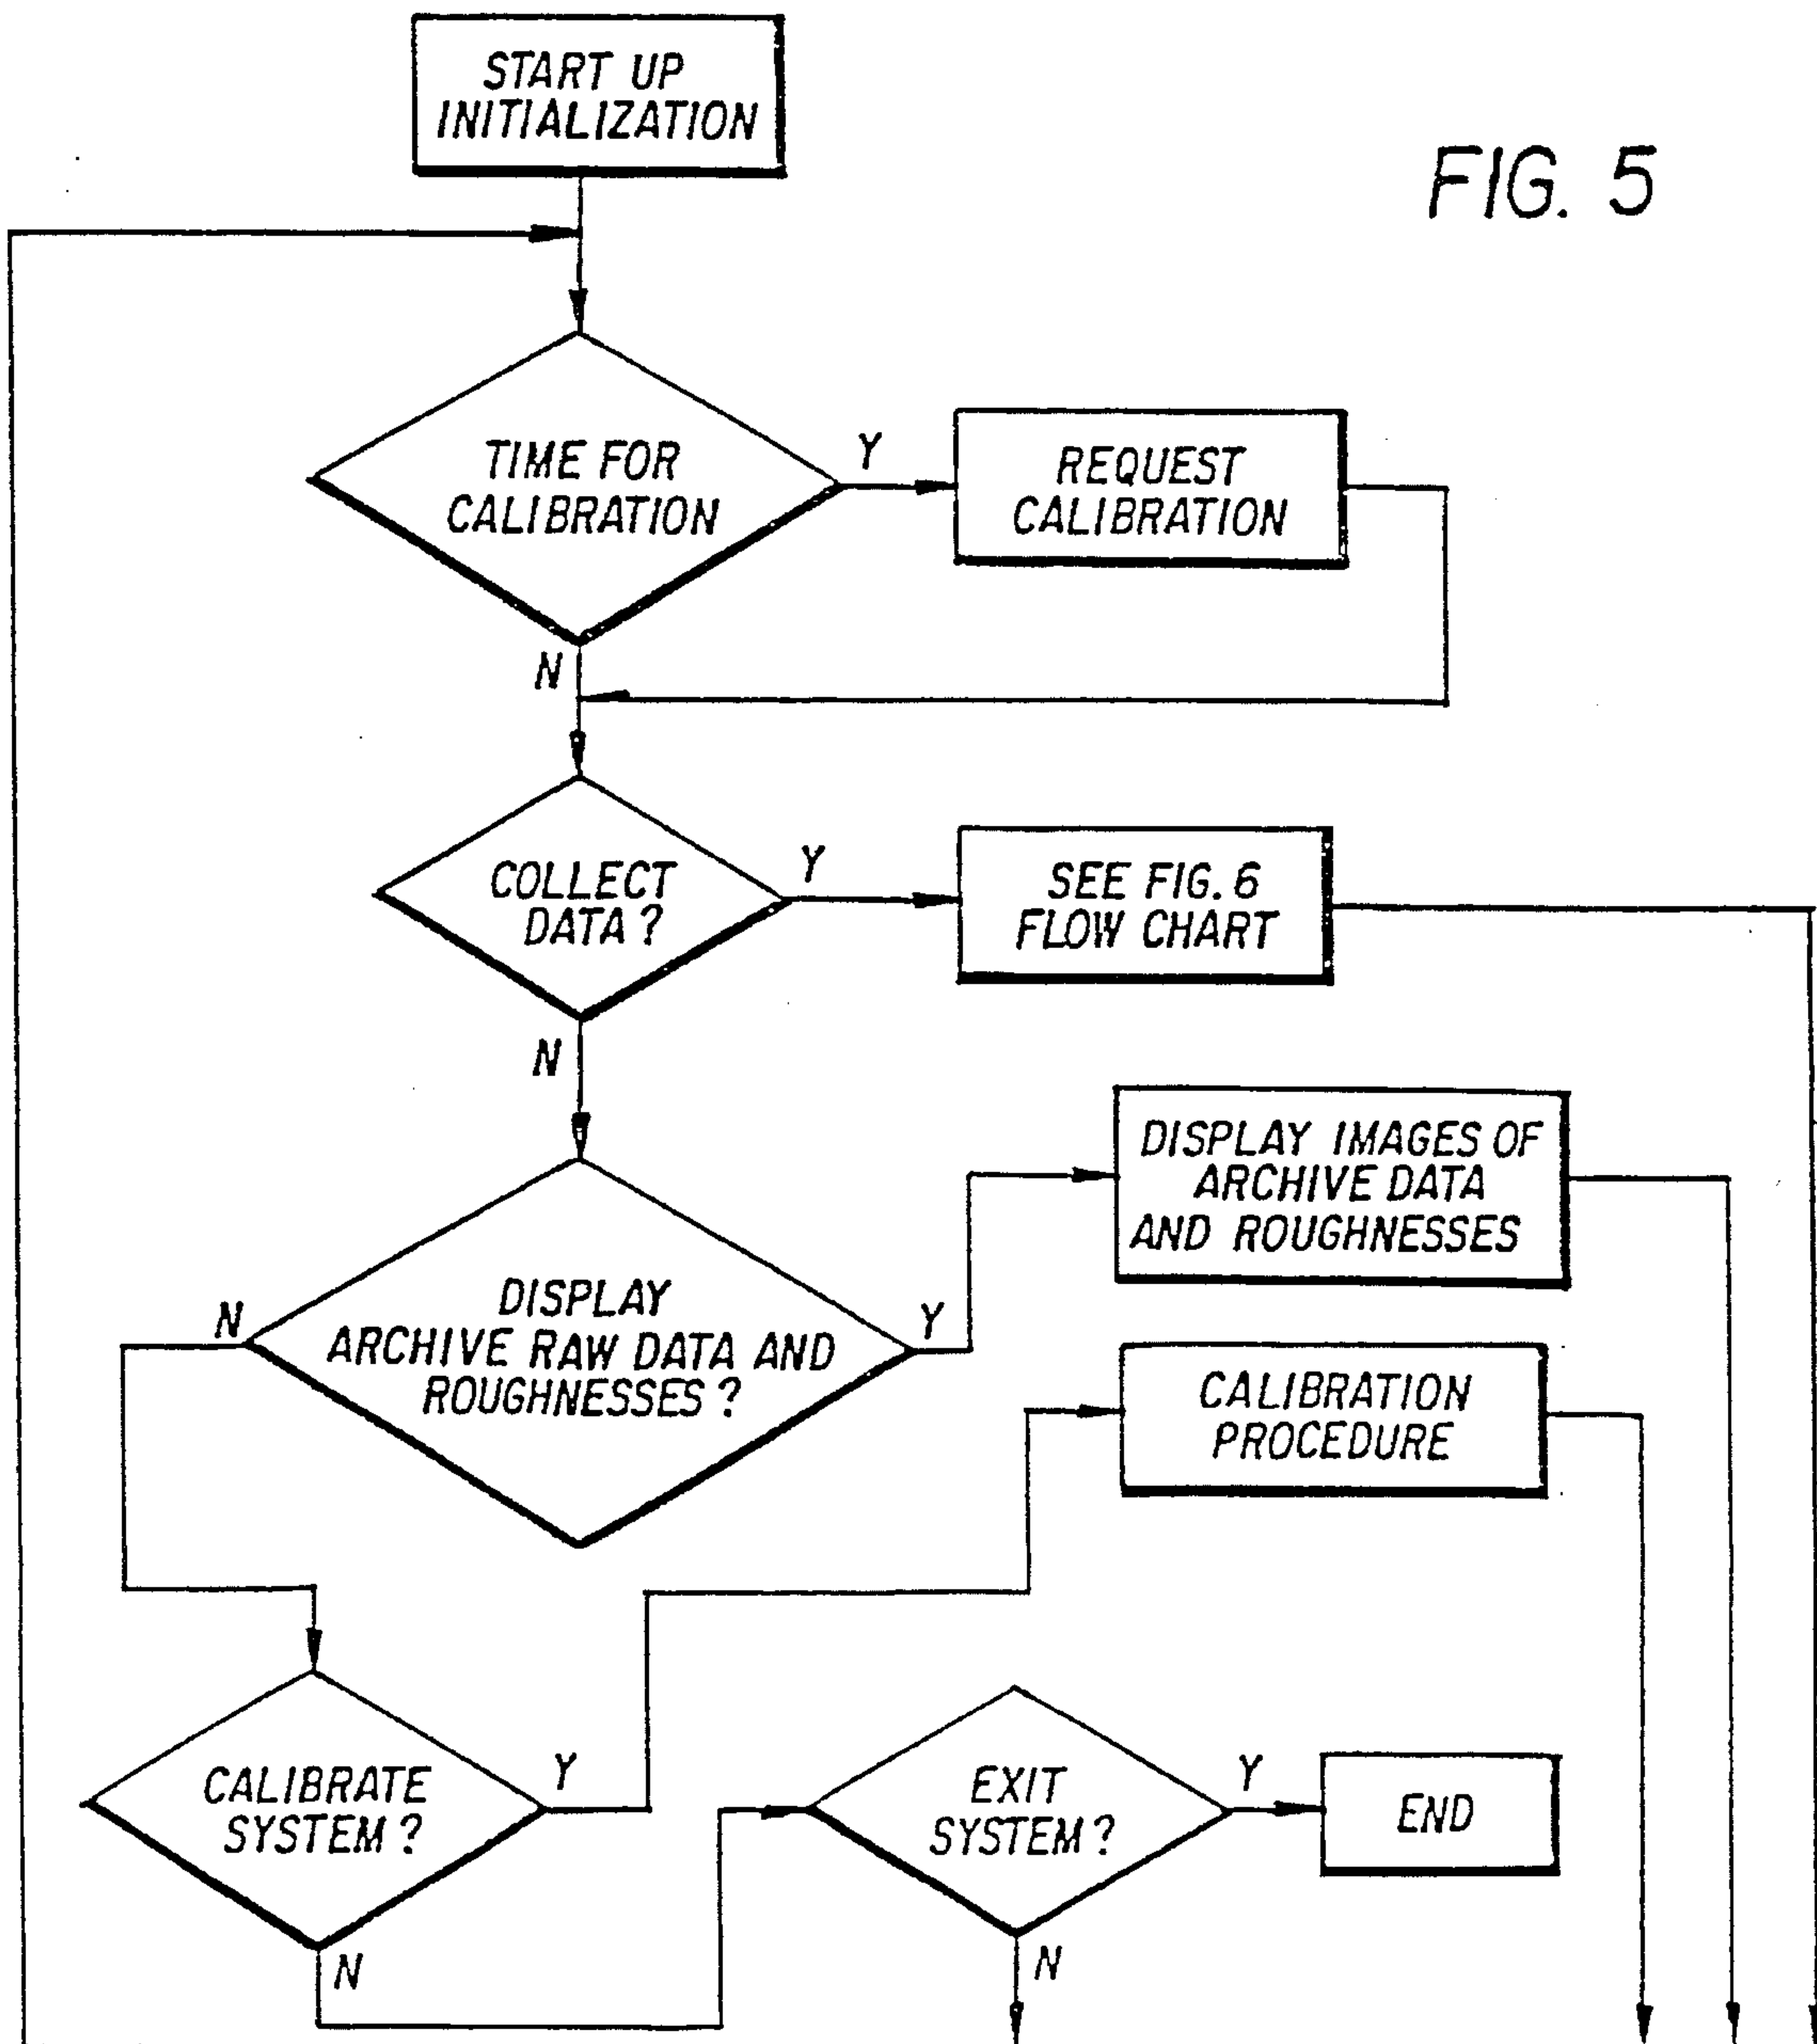 START UP
INITIALIZATION
FIG. 5
TIME FOR
CALIBRATION
Y
REQUEST
CALIBRATION
N
COLLECT
DATA?
Y
SEE FIG. 6
FLOW CHART
N
DISPLAY IMAGES OF
ARCHIVE DATA
AND ROUGHNESSES
DISPLAY
ARCHIVE RAW DATA AND
ROUGHNESSES?
N
Y
CALIBRATION
PROCEDURE
CALIBRATE
SYSTEM?
Y
N
EXIT
SYSTEM?
Y
END
N